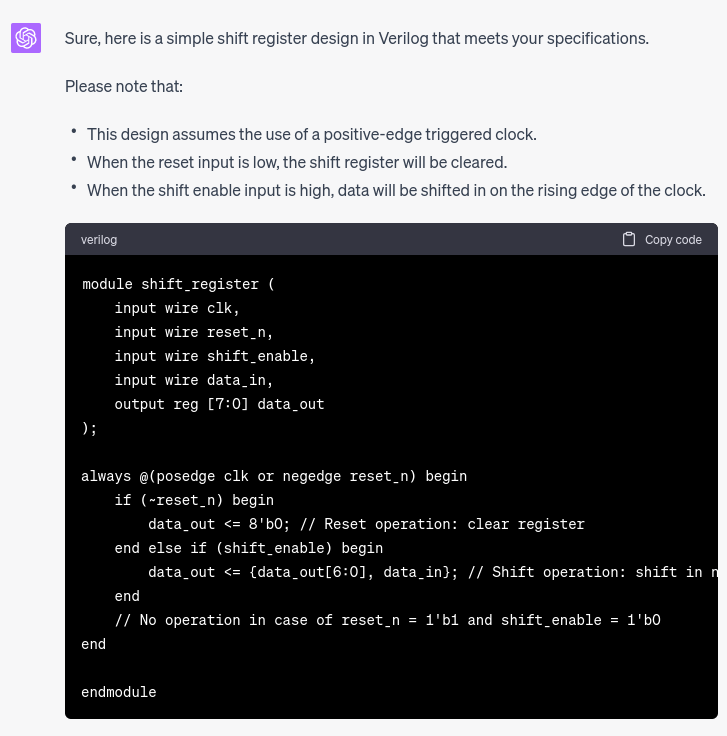 Sure, here is a simple shift register design in Verilog that meets your specifications.
Please note that:
• This design assumes the use of a positive-edge triggered clock.
• When the reset input is low, the shift register will be cleared.
• When the shift enable input is high, data will be shifted in on the rising edge of the clock.
verilog Copy code
module shift_register (
    input wire clk,
    input wire reset_n,
    input wire shift_enable,
    input wire data_in,
    output reg [7:0] data_out
);
always @(posedge clk or negedge reset_n) begin
    if (~reset_n) begin
        data_out <= 8'b0; // Reset operation: clear register
    end else if (shift_enable) begin
        data_out <= {data_out[6:0], data_in}; // Shift operation: shift in
    end
    // No operation in case of reset_n = 1'b1 and shift_enable = 1'b0
end
endmodule